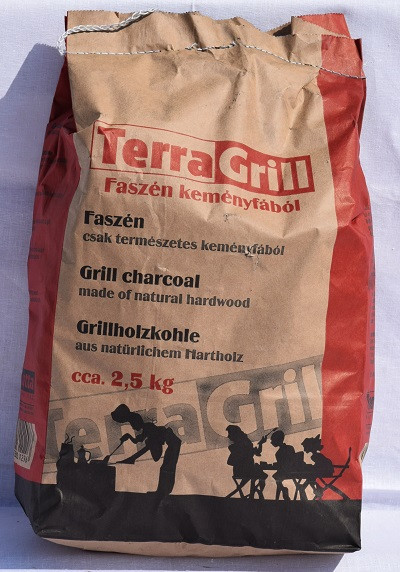 TerraGrill
Faszén keményfából
Faszén
csak természetes keményfából
Grill charcoal
made of natural hardwood
Grillholzkohle
aus natürlichem Hartholz
cca. 2,5 kg
TerraGrill